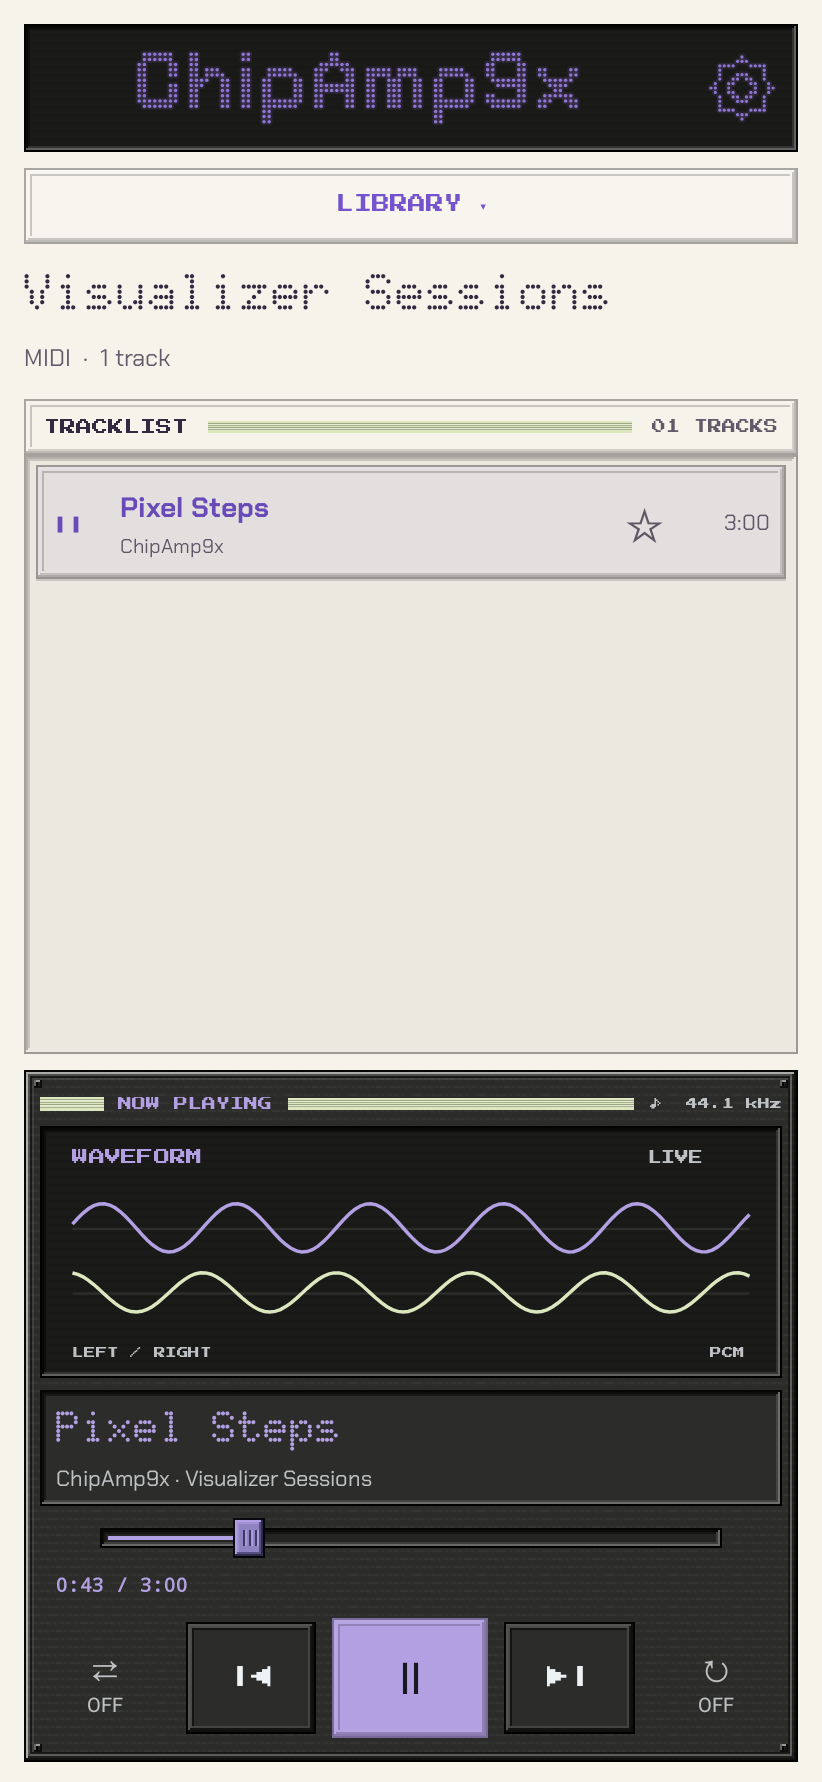 ChipAmp9x
LIBRARY ▾
Visualizer Sessions
MIDI · 1 track
TRACKLIST 01 TRACKS
Pixel Steps
ChipAmp9x
3:00
NOW PLAYING ♪ 44.1 kHz
WAVEFORM LIVE
LEFT / RIGHT PCM
Pixel Steps
ChipAmp9x · Visualizer Sessions
0:43 / 3:00
OFF OFF